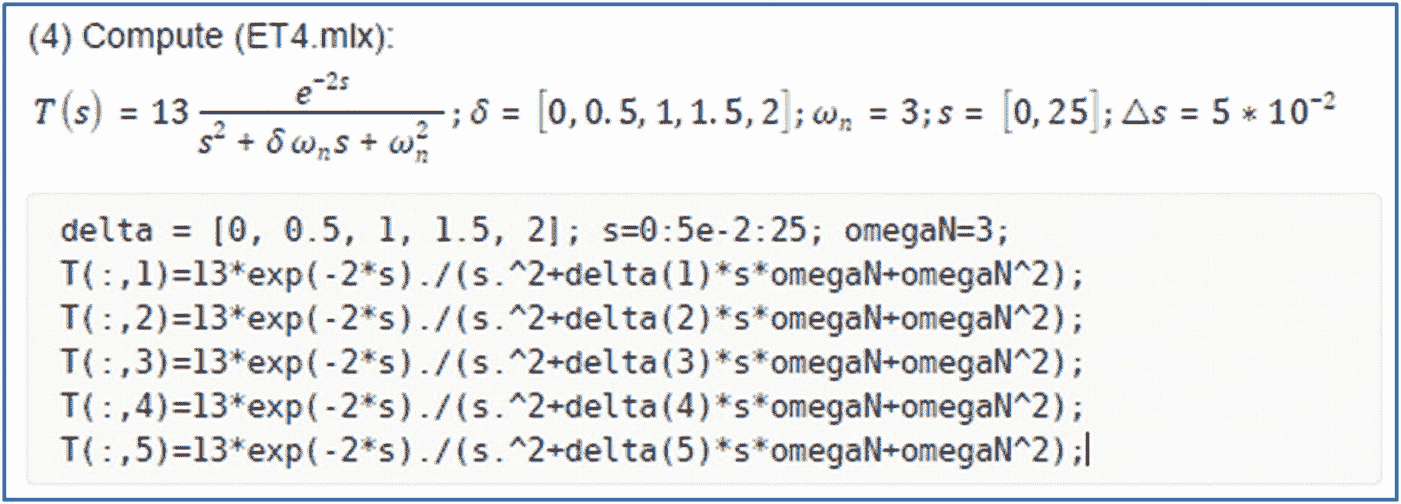 (4) Compute (ET4.mlx):
T(s) = 13 e^{-2s} / (s^2 + δ ω_n s + ω_n^2) ; δ = [0, 0.5, 1, 1.5, 2]; ω_n = 3; s = [0, 25]; △s = 5 * 10^{-2}
delta = [0, 0.5, 1, 1.5, 2]; s=0:5e-2:25; omegaN=3;
T(:,1)=13*exp(-2*s)./(s.^2+delta(1)*s*omegaN+omegaN^2);
T(:,2)=13*exp(-2*s)./(s.^2+delta(2)*s*omegaN+omegaN^2);
T(:,3)=13*exp(-2*s)./(s.^2+delta(3)*s*omegaN+omegaN^2);
T(:,4)=13*exp(-2*s)./(s.^2+delta(4)*s*omegaN+omegaN^2);
T(:,5)=13*exp(-2*s)./(s.^2+delta(5)*s*omegaN+omegaN^2);